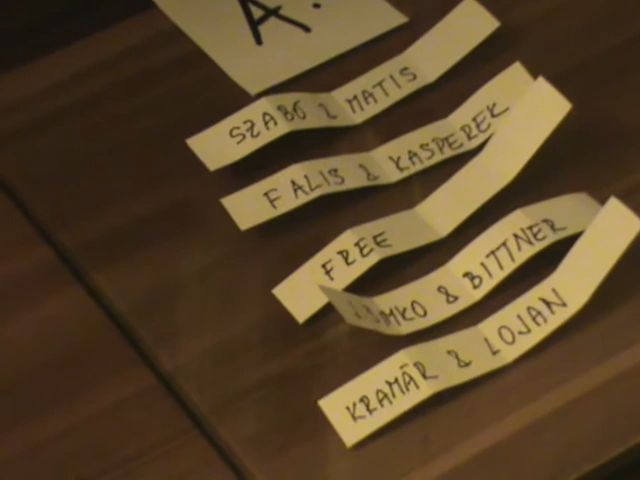 A.
SZABÓ & MATIS
FALIS & KASPEREK
FREE
& BITTNER
KRAMÁR & LOJAN